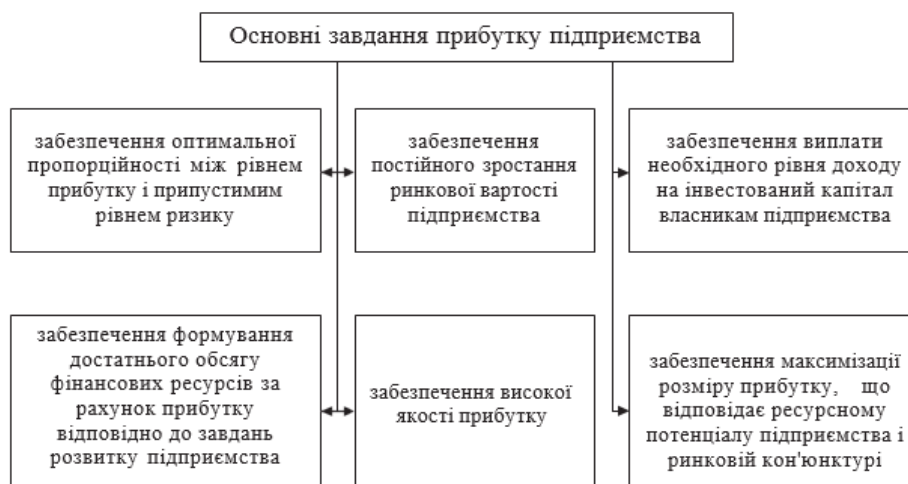 Основні завдання прибутку підприємства
забезпечення оптимальної
пропорційності між рівнем
прибутку і припустимим
рівнем ризику
забезпечення
постійного зростання
ринкової вартості
підприємства
забезпечення виплати
необхідного рівня доходу
на інвестований капітал
власникам підприємства
забезпечення формування
достатнього обсягу
фінансових ресурсів за
рахунок прибутку
відповідно до завдань
розвитку підприємства
забезпечення високої
якості прибутку
забезпечення максимізації
розміру прибутку, що
відповідає ресурсному
потенціалу підприємства і
ринковій кон'юнктурі